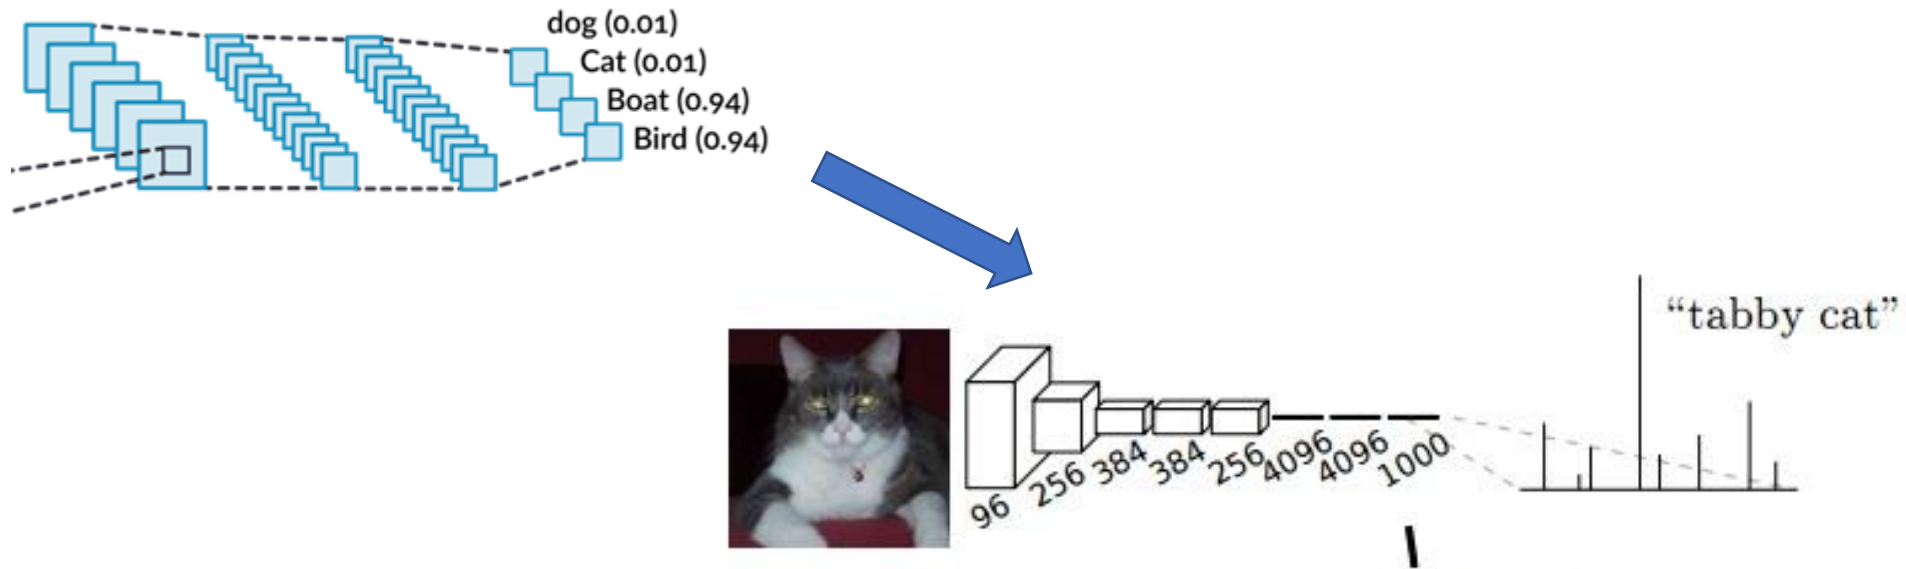 dog (0.01)
Cat (0.01)
Boat (0.94)
Bird (0.94)
“tabby cat”
96
256
384
384
256
4096
4096
1000